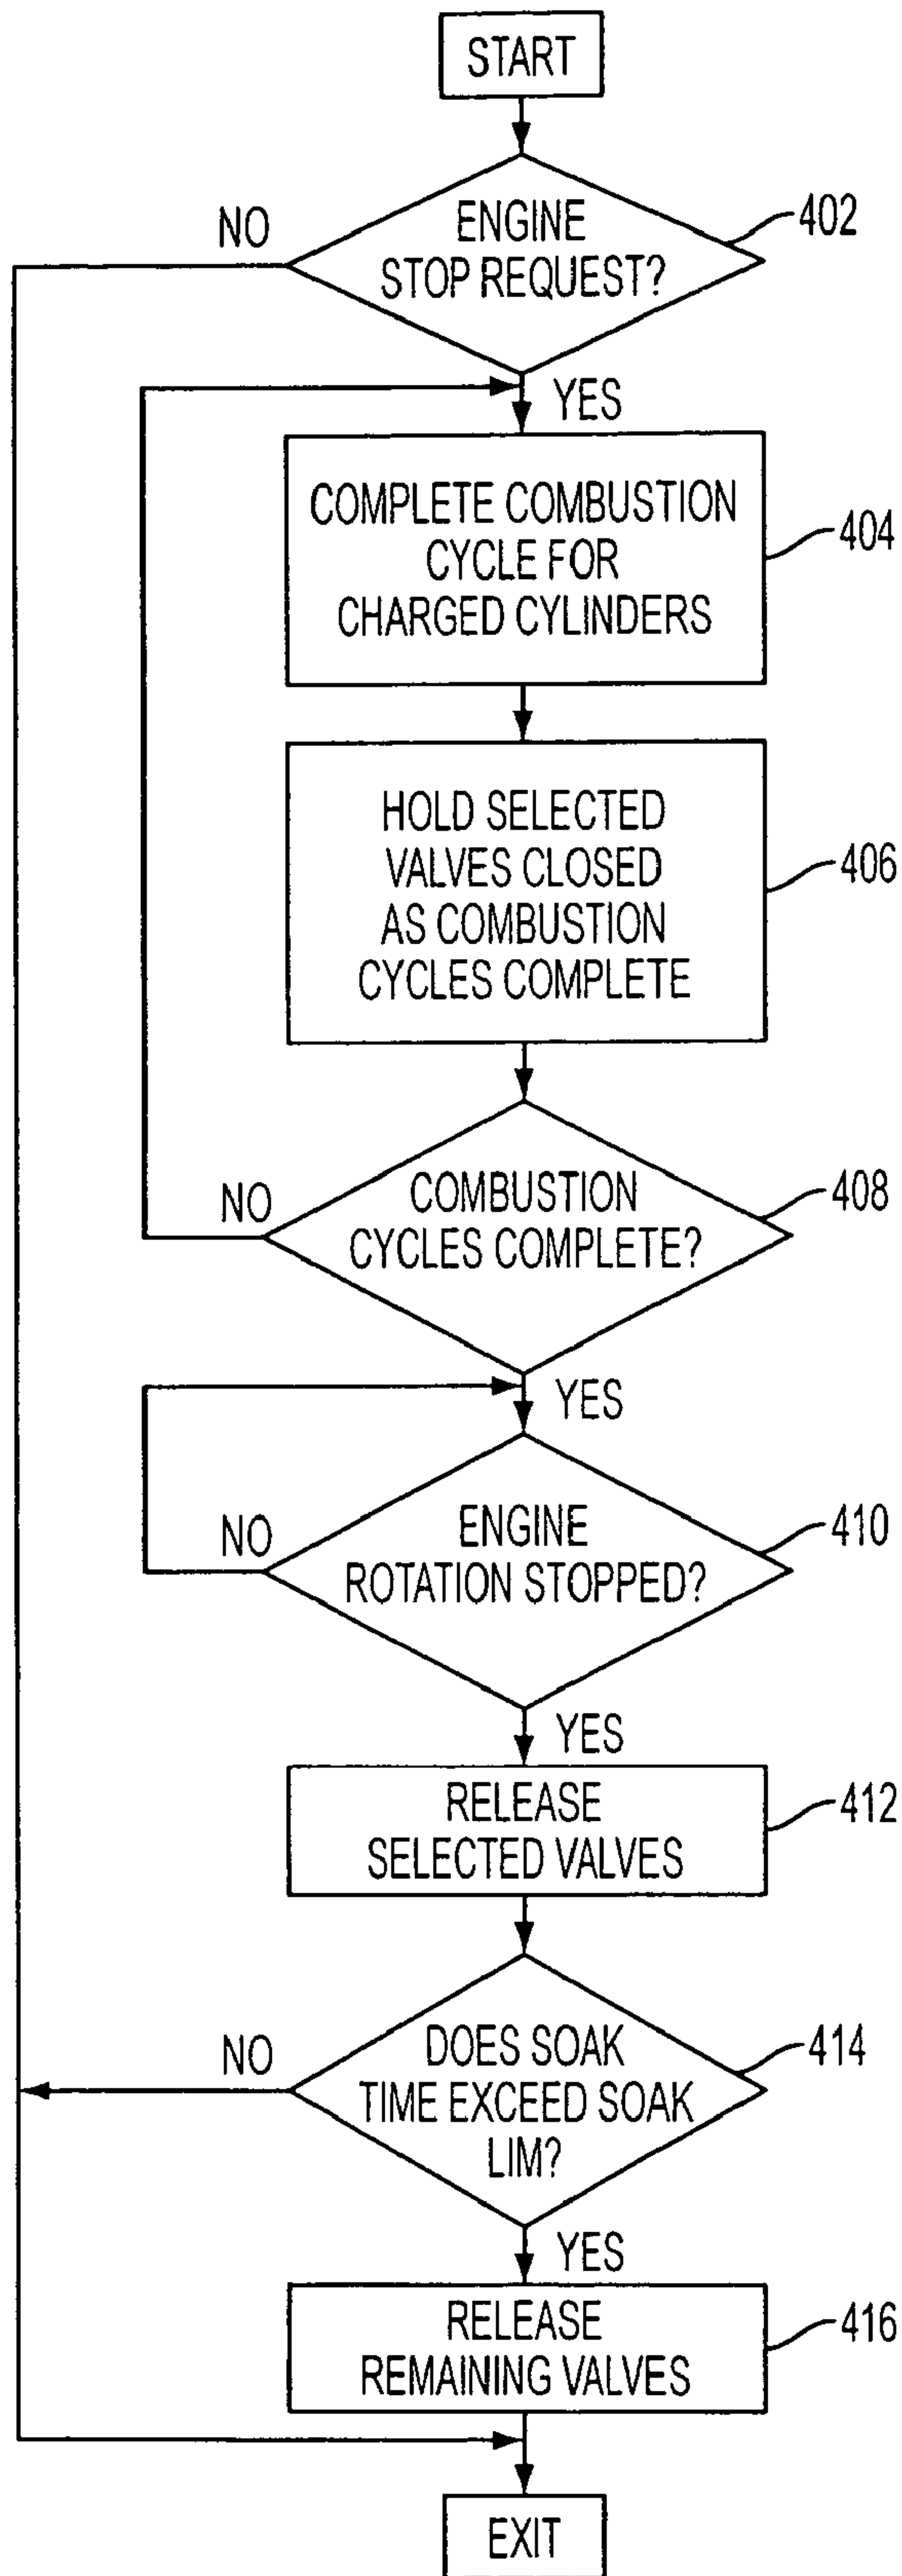 START
NO
ENGINE
STOP REQUEST?
402
YES
COMPLETE COMBUSTION
CYCLE FOR
CHARGED CYLINDERS
404
HOLD SELECTED
VALVES CLOSED
AS COMBUSTION
CYCLES COMPLETE
406
NO
COMBUSTION
CYCLES COMPLETE?
408
YES
NO
ENGINE
ROTATION STOPPED?
410
YES
RELEASE
SELECTED VALVES
412
NO
DOES SOAK
TIME EXCEED SOAK
LIM?
414
YES
RELEASE
REMAINING VALVES
416
EXIT